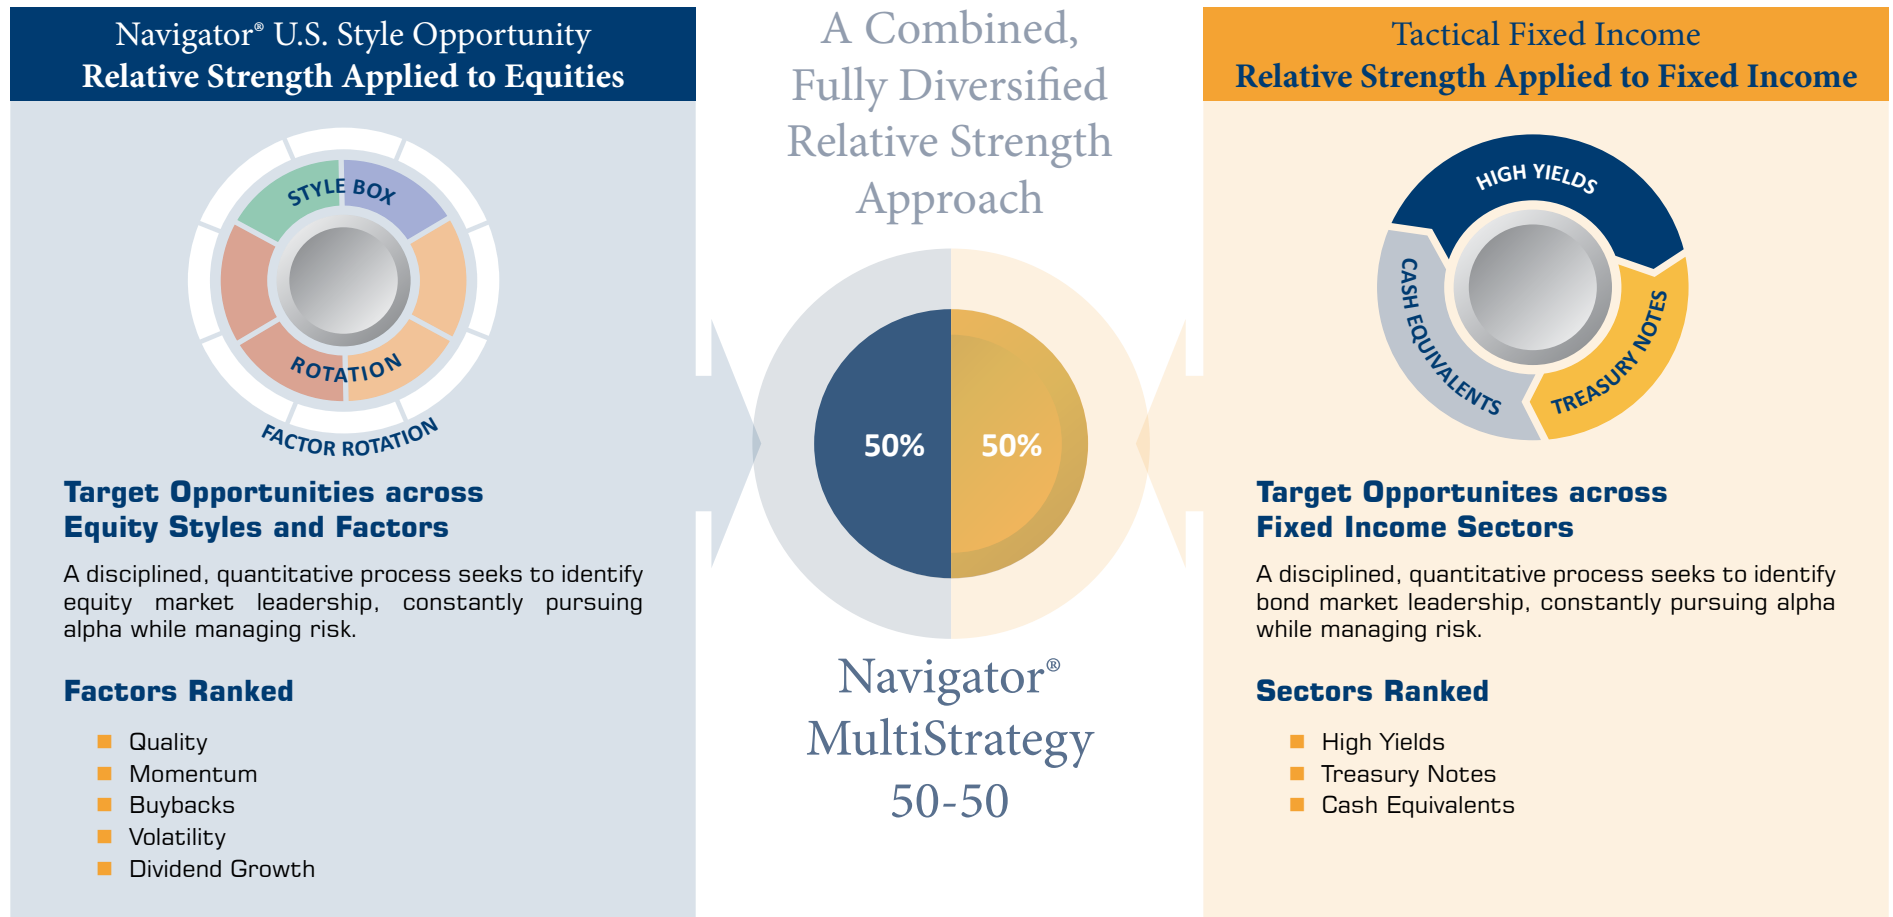 Navigator® U.S. Style Opportunity
Relative Strength Applied to Equities
STYLE BOX
ROTATION
FACTOR ROTATION
Target Opportunities across
Equity Styles and Factors
A disciplined, quantitative process seeks to identify
equity market leadership, constantly pursuing
alpha while managing risk.
Factors Ranked
Quality
Momentum
Buybacks
Volatility
Dividend Growth
A Combined,
Fully Diversified
Relative Strength
Approach
50%
50%
Navigator®
MultiStrategy
50-50
Tactical Fixed Income
Relative Strength Applied to Fixed Income
HIGH YIELDS
CASH EQUIVALENTS
TREASURY NOTES
Target Opportunites across
Fixed Income Sectors
A disciplined, quantitative process seeks to identify
bond market leadership, constantly pursuing alpha
while managing risk.
Sectors Ranked
High Yields
Treasury Notes
Cash Equivalents